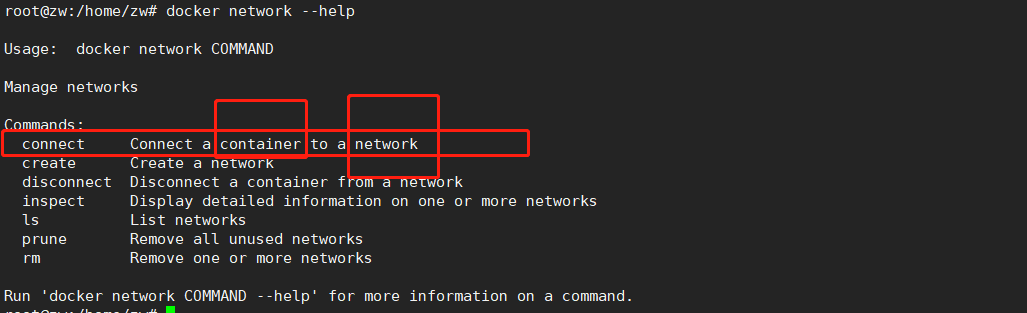 root@zw:/home/zw# docker network --help
Usage:  docker network COMMAND
Manage networks
Commands:
  connect     Connect a container to a network
  create      Create a network
  disconnect  Disconnect a container from a network
  inspect     Display detailed information on one or more networks
  ls          List networks
  prune       Remove all unused networks
  rm          Remove one or more networks
Run 'docker network COMMAND --help' for more information on a command.
root@zw:/home/zw#